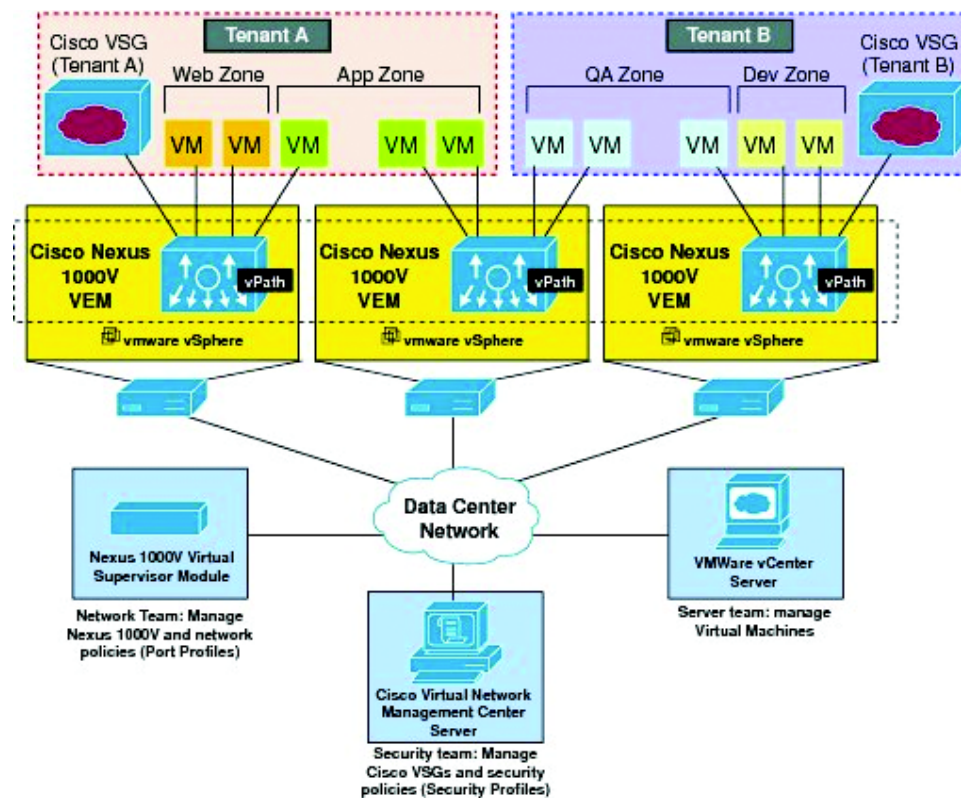 Cisco VSG
(Tenant A)
Tenant A
Web Zone
App Zone
Tenant B
QA Zone
Dev Zone
Cisco VSG
(Tenant B)
VM
VM
VM
VM
VM
VM
VM
VM
VM
VM
Cisco Nexus
1000V
VEM
vPath
vmware vSphere
Cisco Nexus
1000V
VEM
vPath
vmware vSphere
Cisco Nexus
1000V
VEM
vPath
vmware vSphere
Data Center
Network
Nexus 1000V Virtual
Supervisor Module
Network Team: Manage
Nexus 1000V and network
policies (Port Profiles)
VMWare vCenter
Server
Server team: manage
Virtual Machines
Cisco Virtual Network
Management Center
Server
Security team: Manage
Cisco VSGs and security
policies (Security Profiles)